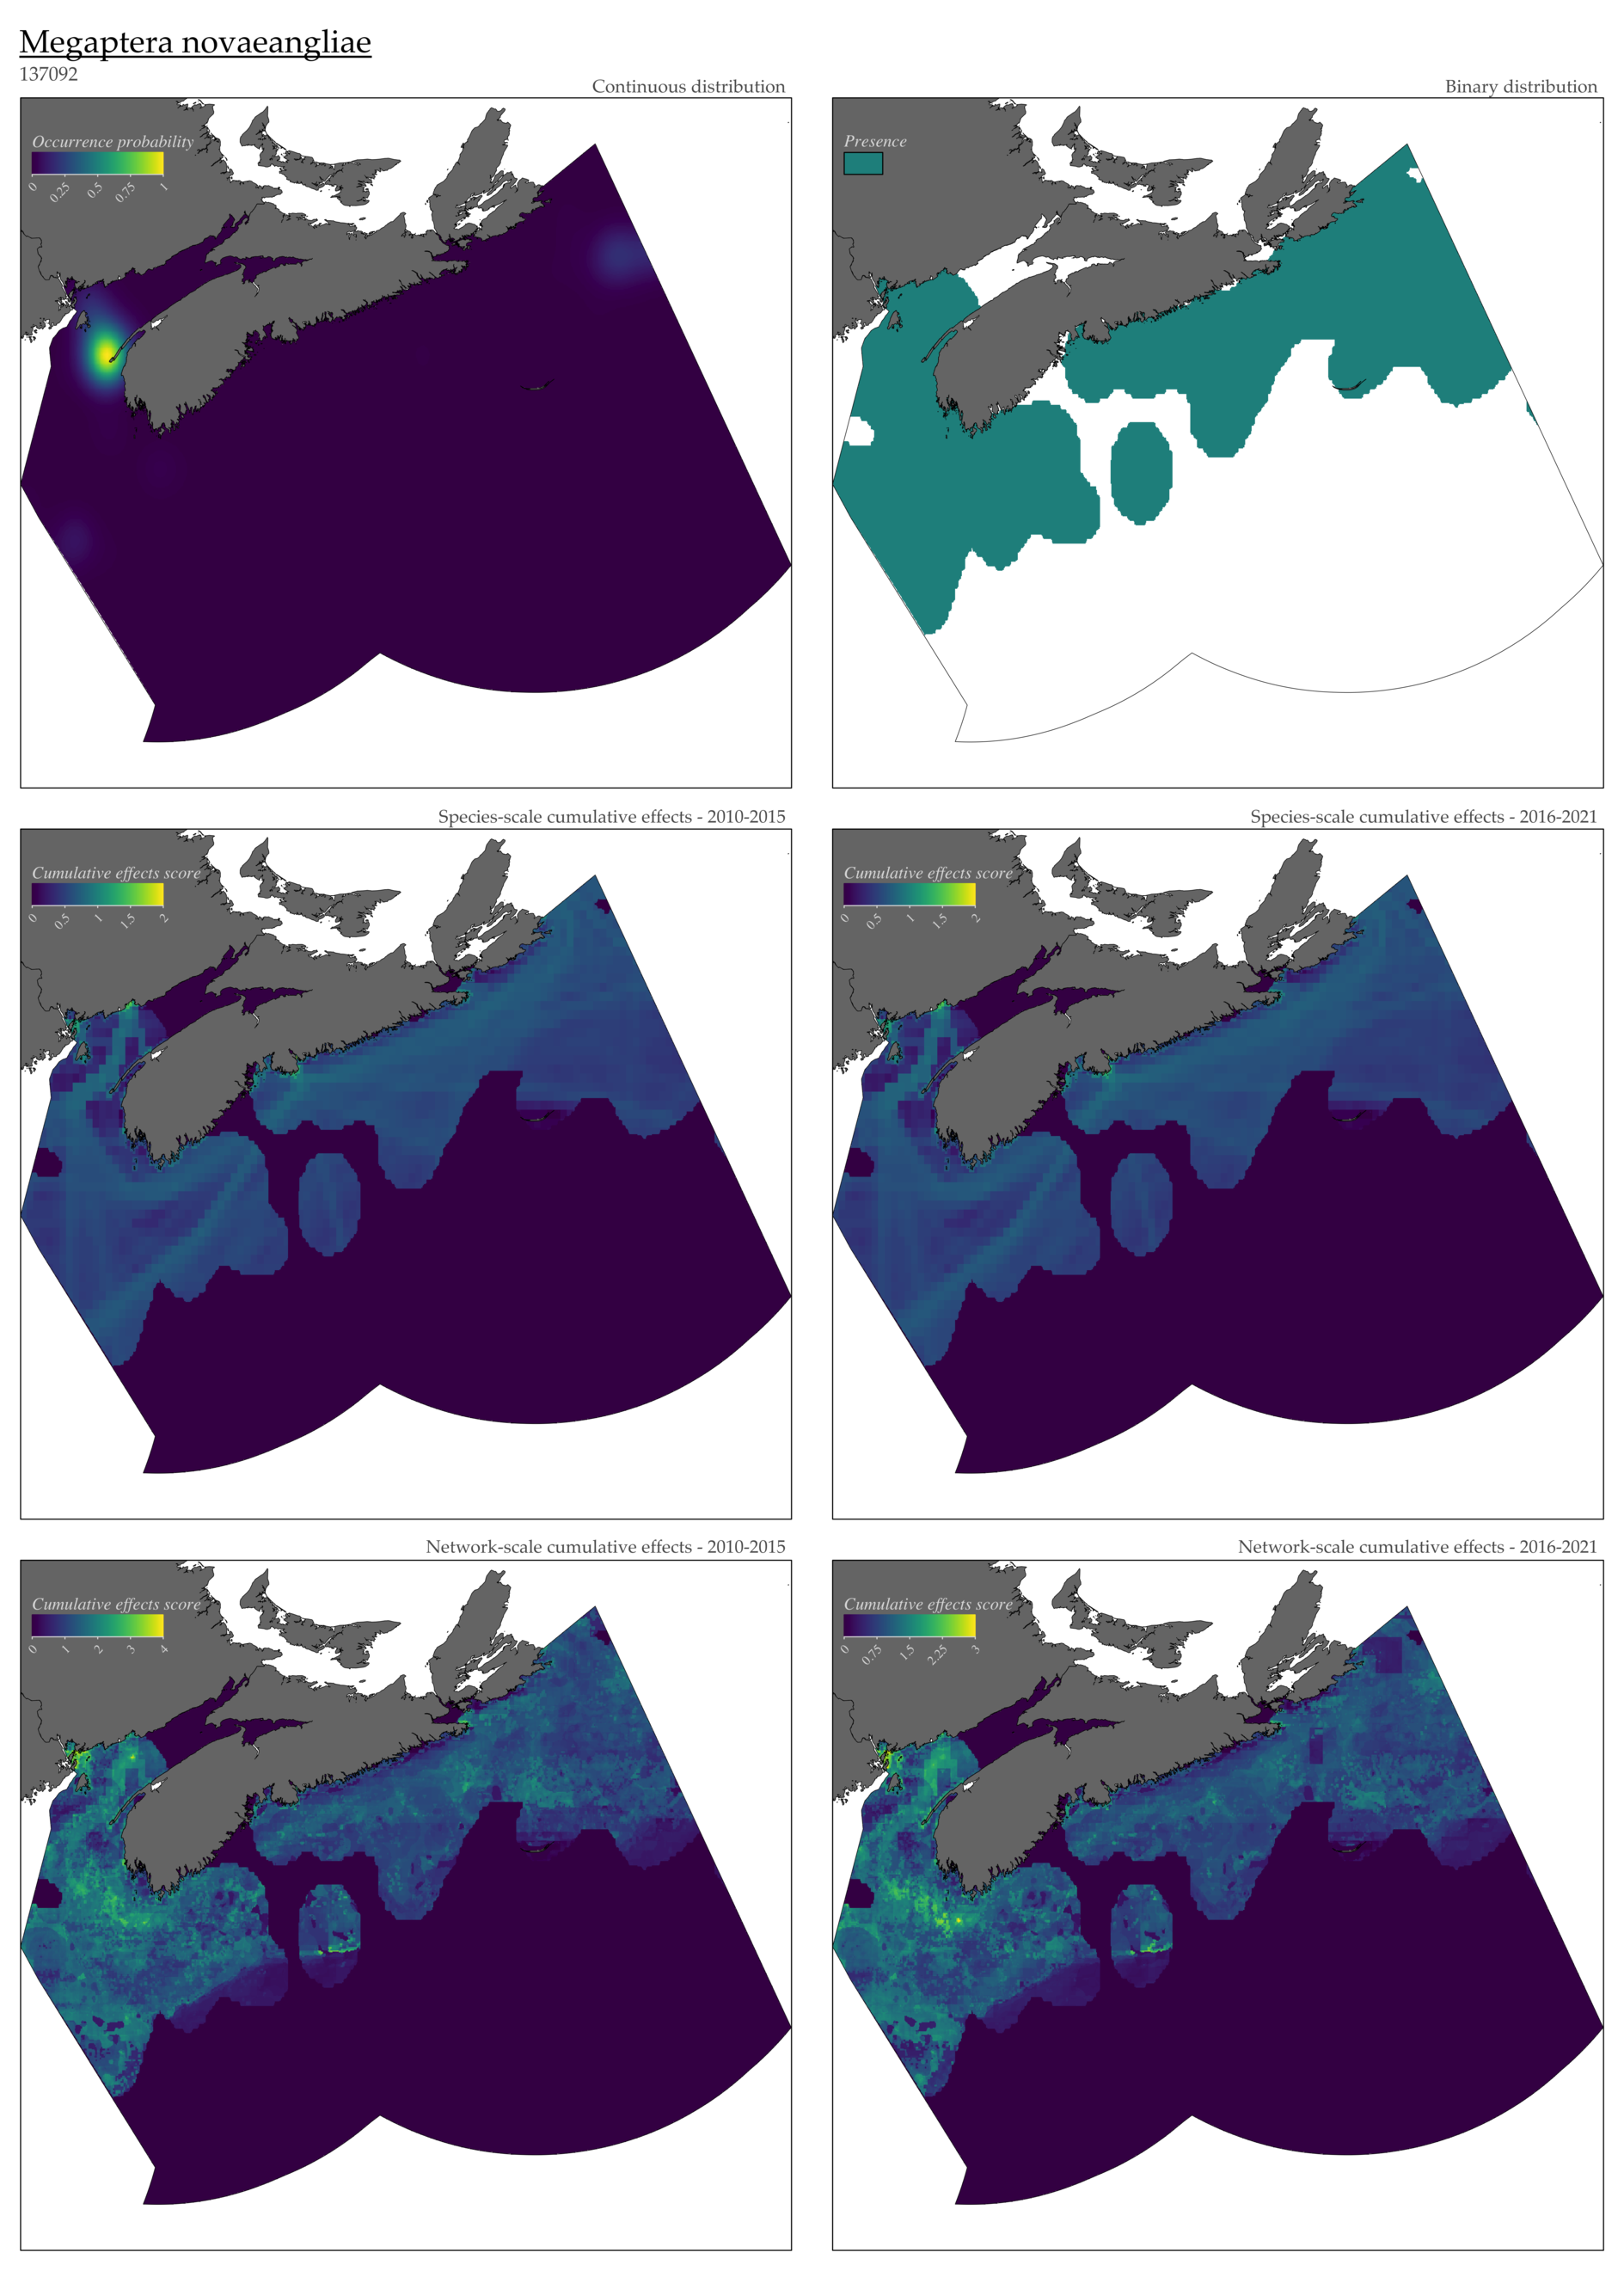 Megaptera novaeangliae
137092
Continuous distribution
Occurrence probability
0 0.25 0.5 0.75 1
Binary distribution
Presence
Species-scale cumulative effects - 2010-2015
Cumulative effects score
0 0.5 1 1.5 2
Species-scale cumulative effects - 2016-2021
Cumulative effects score
0 0.5 1 1.5 2
Network-scale cumulative effects - 2010-2015
Cumulative effects score
0 1 2 3 4
Network-scale cumulative effects - 2016-2021
Cumulative effects score
0 0.75 1.5 2.25 3